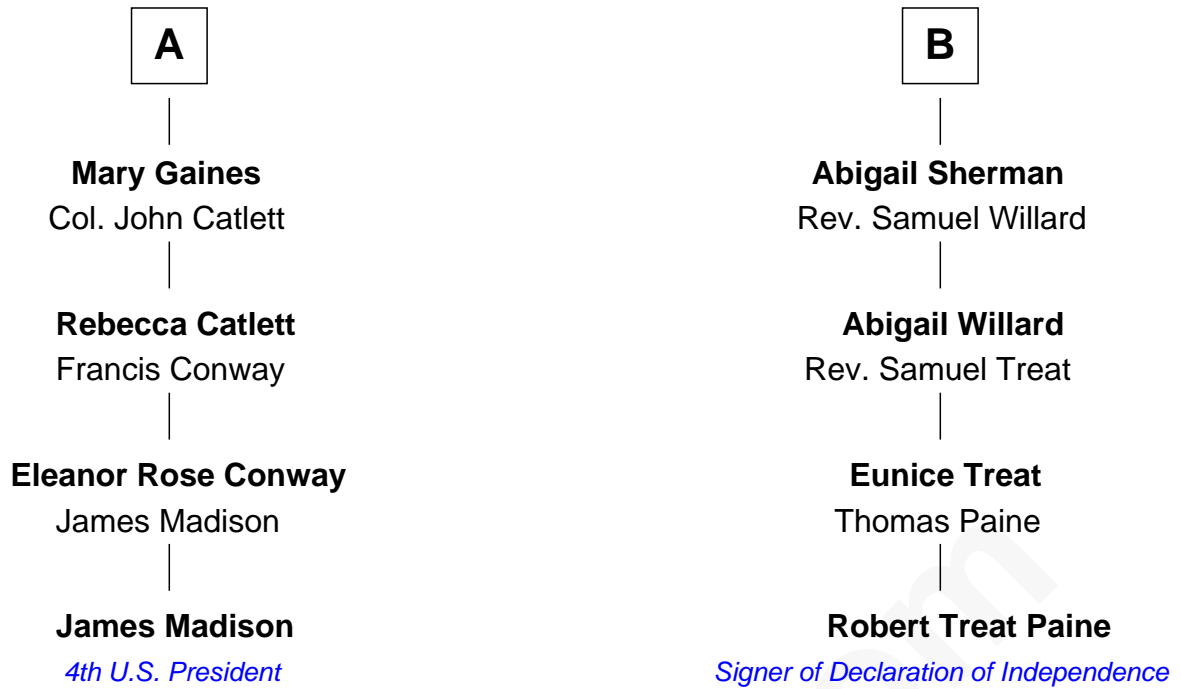 A
B
Mary Gaines
Col. John Catlett
Abigail Sherman
Rev. Samuel Willard
Rebecca Catlett
Francis Conway
Abigail Willard
Rev. Samuel Treat
Eleanor Rose Conway
James Madison
Eunice Treat
Thomas Paine
James Madison
4th U.S. President
Robert Treat Paine
Signer of Declaration of Independence